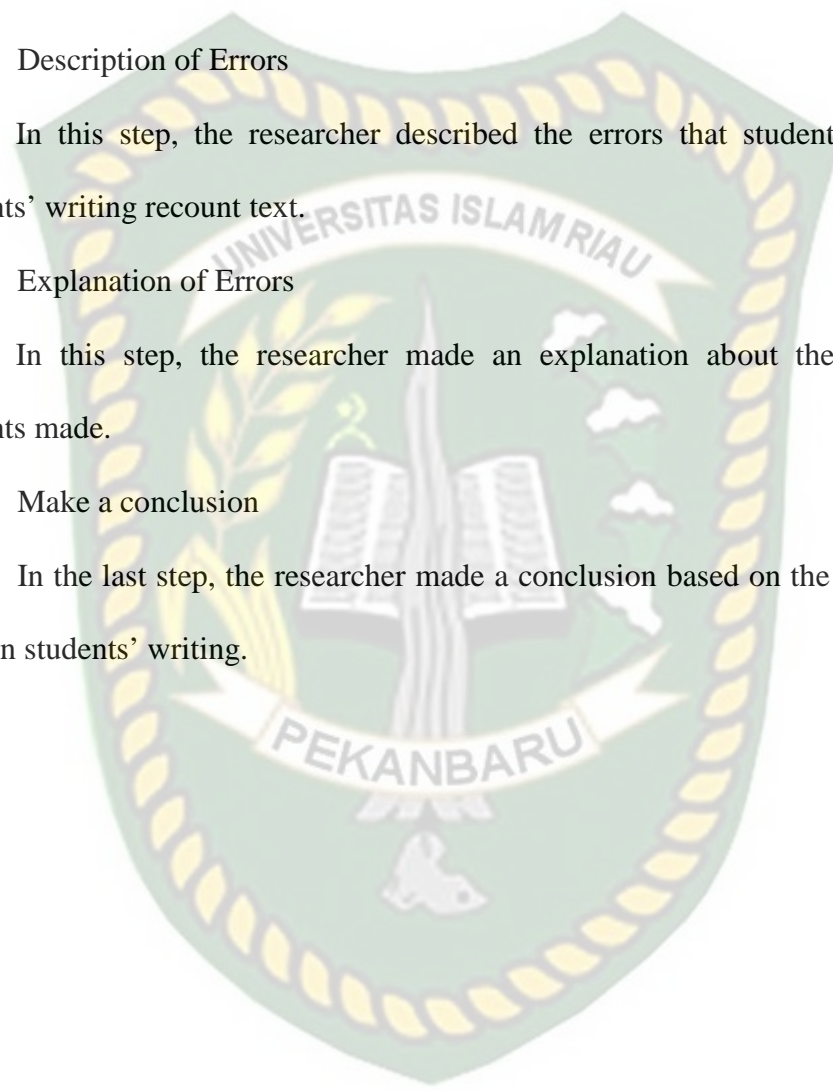 Description of Errors
In this step, the researcher described the errors that student
nts’ writing recount text.
UNIVERSITAS ISLAM RIAU
Explanation of Errors
In this step, the researcher made an explanation about the
nts made.
Make a conclusion
In the last step, the researcher made a conclusion based on the
n students’ writing.
PEKANBARU